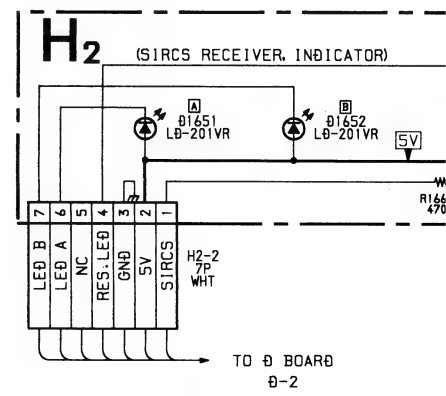 H2
(SIRCS RECEIVER, INDICATOR)
A
D1651
LD-201VR
B
D1652
LD-201VR
5V
R166
470
7 6 5 4 3 2 1
LED B
LED A
NC
RES. LED
GND
5V
SIRCS
H2-2
7P
WHT
TO D BOARD
D-2